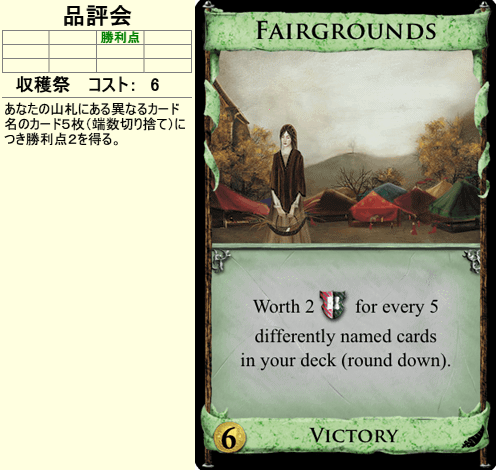 品評会
勝利点
収穫祭 コスト: 6
あなたの山札にある異なるカード
名のカード5枚(端数切り捨て)に
つき勝利点2を得る。
FAIRGROUNDS
Worth 2 for every 5
differently named cards
in your deck (round down).
6 VICTORY